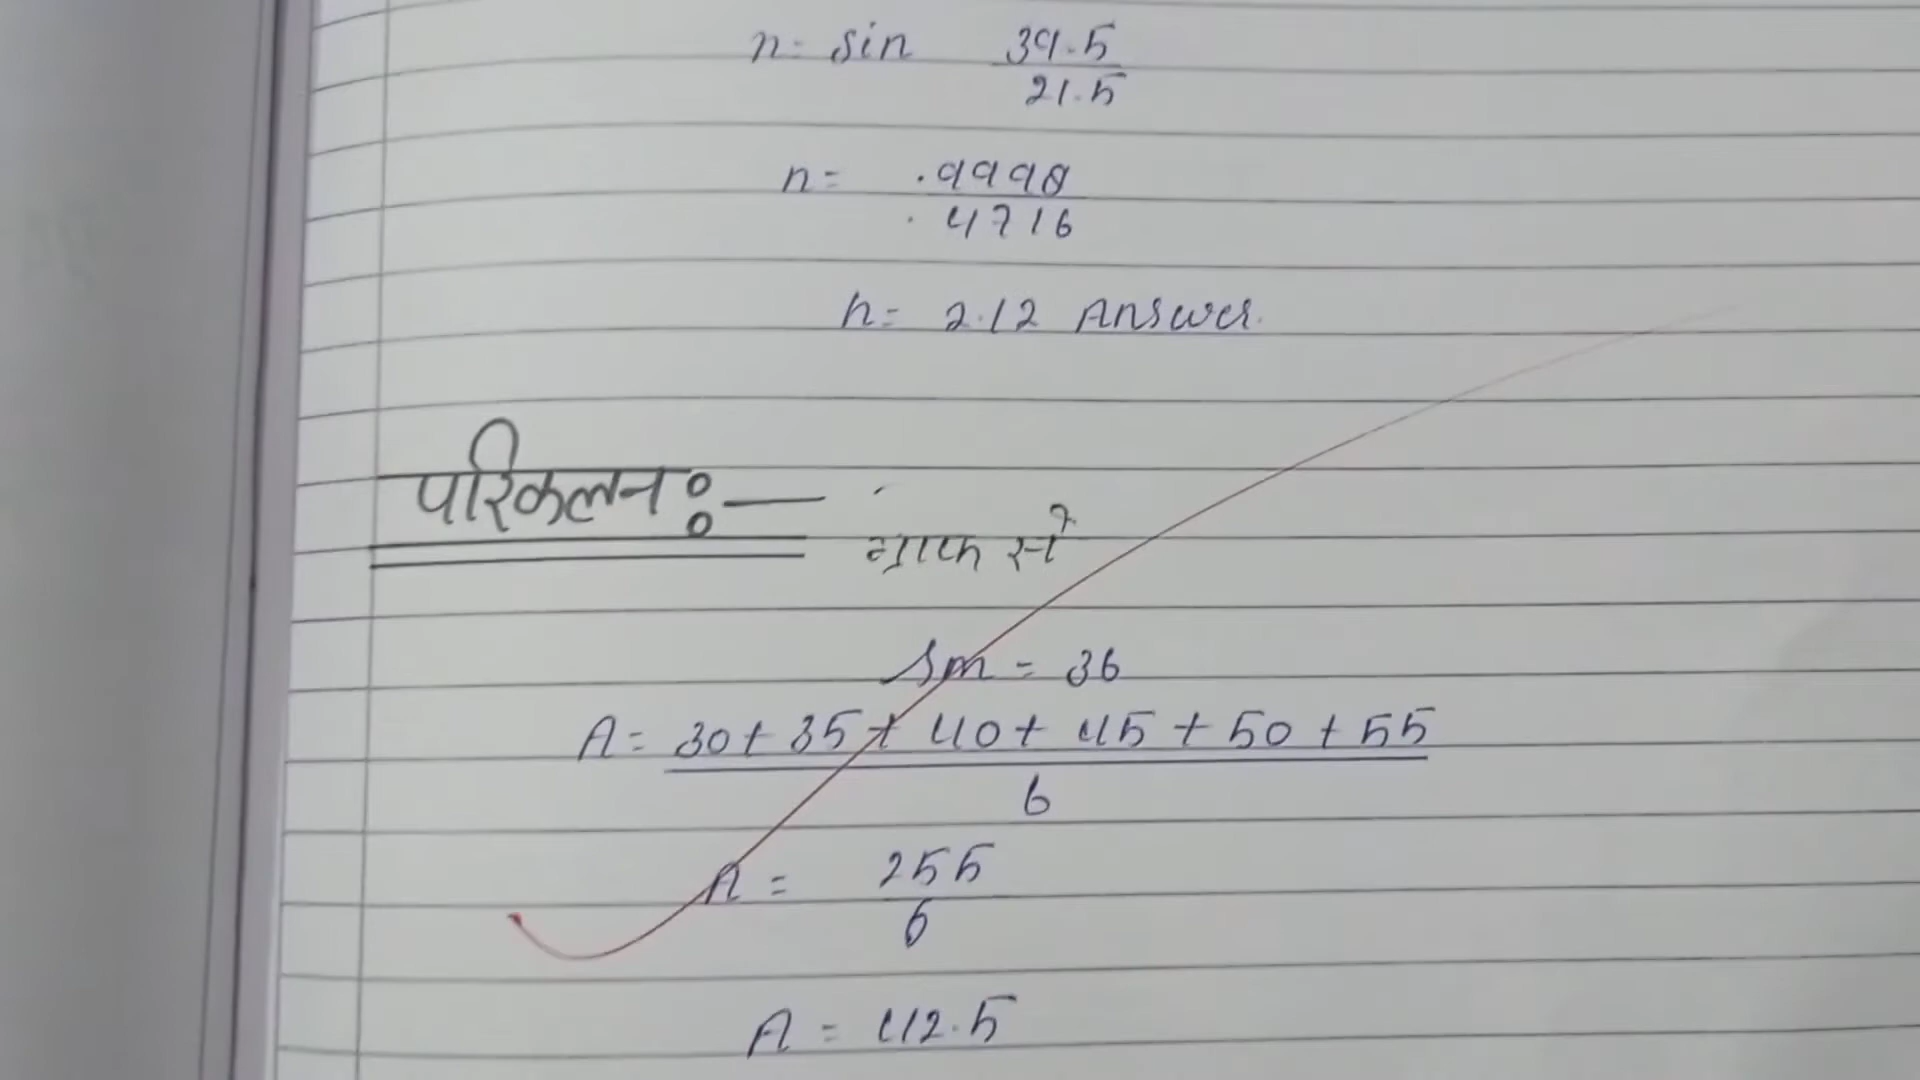 n= sin 39.5
21.5
n= .9998
.4716
n= 2.12 Answer.
परिकलन:—
ग्राफ से
Sm = 36
A= 30+ 35+ 40+ 45+50+55
6
A = 255
6
A = 42.5